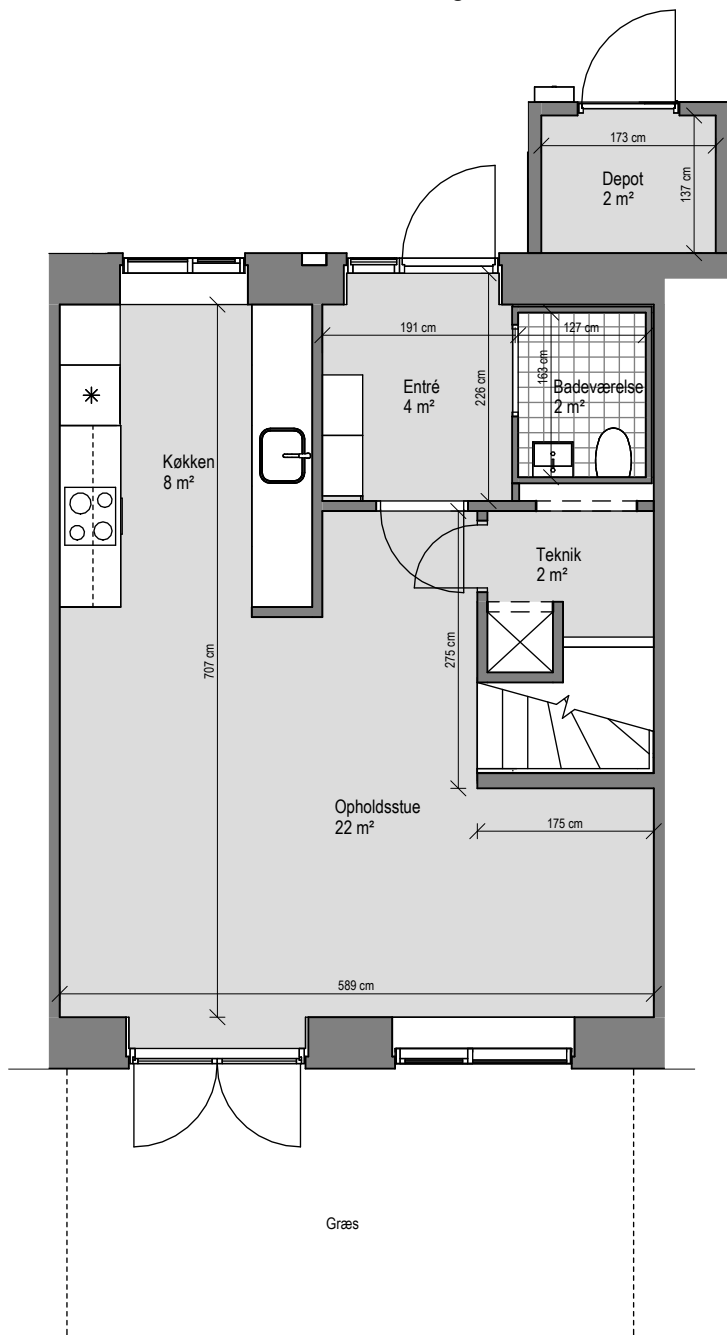 173 cm
Depot
2 m²
137 cm
191 cm
127 cm
163 cm
Entré
4 m²
226 cm
Badeværelse
2 m²
Køkken
8 m²
Teknik
2 m²
275 cm
707 cm
Opholdsstue
22 m²
175 cm
589 cm
Græs